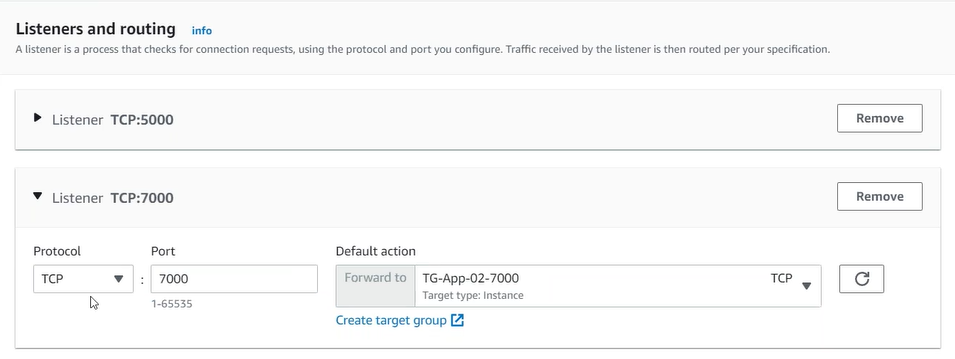 Listeners and routing info
A listener is a process that checks for connection requests, using the protocol and port you configure. Traffic received by the listener is then routed per your specification.
Listener TCP:5000 Remove
Listener TCP:7000 Remove
Protocol Port Default action
TCP : 7000 Forward to TG-App-02-7000 TCP
Target type: Instance
1-65535
Create target group